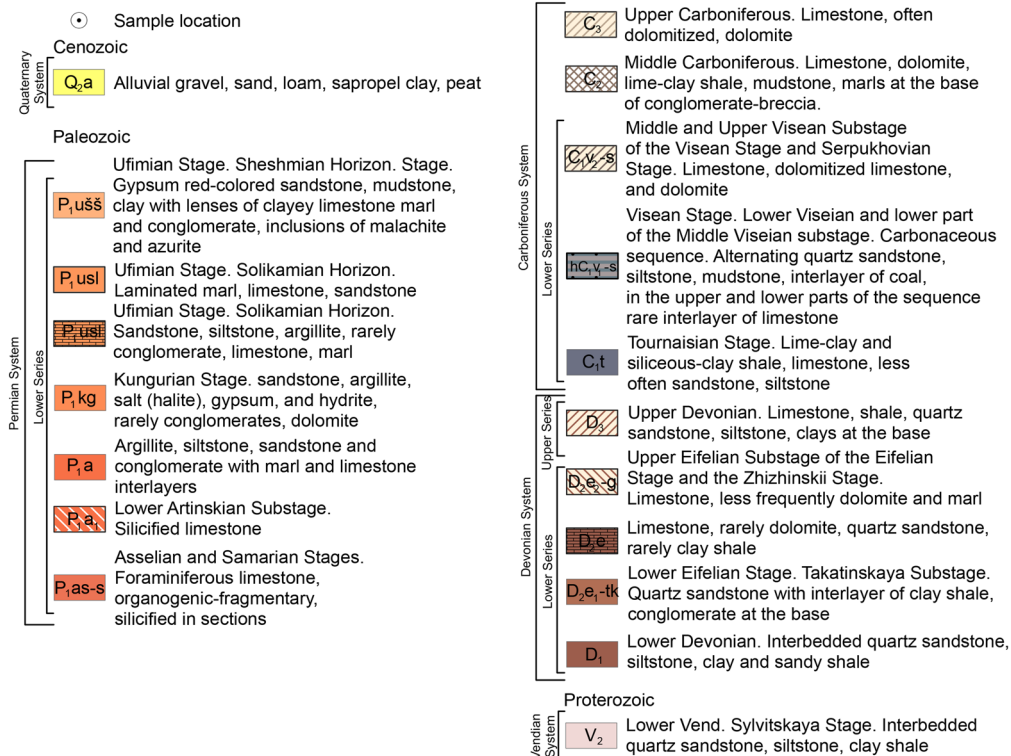 Sample location
Cenozoic
Quaternary
System
Q2a
Alluvial gravel, sand, loam, sapropel clay, peat
Paleozoic
Permian System
Lower Series
P1ušš
Ufimian Stage. Sheshmian Horizon. Stage.
Gypsum red-colored sandstone, mudstone,
clay with lenses of clayey limestone marl
and conglomerate, inclusions of malachite
and azurite
P1usl
Ufimian Stage. Solikamian Horizon.
Laminated marl, limestone, sandstone
P1usl
Ufimian Stage. Solikamian Horizon.
Sandstone, siltstone, argillite, rarely
conglomerate, limestone, marl
P1kg
Kungurian Stage. sandstone, argillite,
salt (halite), gypsum, and hydrite,
rarely conglomerates, dolomite
P1a
Argillite, siltstone, sandstone and
conglomerate with marl and limestone
interlayers
P1a1
Lower Artinskian Substage.
Silicified limestone
P1as-s
Asselian and Samarian Stages.
Foraminiferous limestone,
organogenic-fragmentary,
silicified in sections
Carboniferous System
C3
Upper Carboniferous. Limestone, often
dolomitized, dolomite
C2
Middle Carboniferous. Limestone, dolomite,
lime-clay shale, mudstone, marls at the base
of conglomerate-breccia.
Lower Series
C1v2-s
Middle and Upper Visean Substage
of the Visean Stage and Serpukhovian
Stage. Limestone, dolomitized limestone,
and dolomite
hC1v1-s
Visean Stage. Lower Viseian and lower part
of the Middle Viseian substage. Carbonaceous
sequence. Alternating quartz sandstone,
siltstone, mudstone, interlayer of coal,
in the upper and lower parts of the sequence
rare interlayer of limestone
C1t
Tournaisian Stage. Lime-clay and
siliceous-clay shale, limestone, less
often sandstone, siltstone
Devonian System
Upper Series
D3
Upper Devonian. Limestone, shale, quartz
sandstone, siltstone, clays at the base
Lower Series
D2e2-g
Upper Eifelian Substage of the Eifelian
Stage and the Zhizhinskii Stage.
Limestone, less frequently dolomite and marl
D2e
Limestone, rarely dolomite, quartz sandstone,
rarely clay shale
D2e1-tk
Lower Eifelian Stage. Takatinskaya Substage.
Quartz sandstone with interlayer of clay shale,
conglomerate at the base
D1
Lower Devonian. Interbedded quartz sandstone,
siltstone, clay and sandy shale
Proterozoic
Vendian
System
V2
Lower Vend. Sylvitskaya Stage. Interbedded
quartz sandstone, siltstone, clay shale